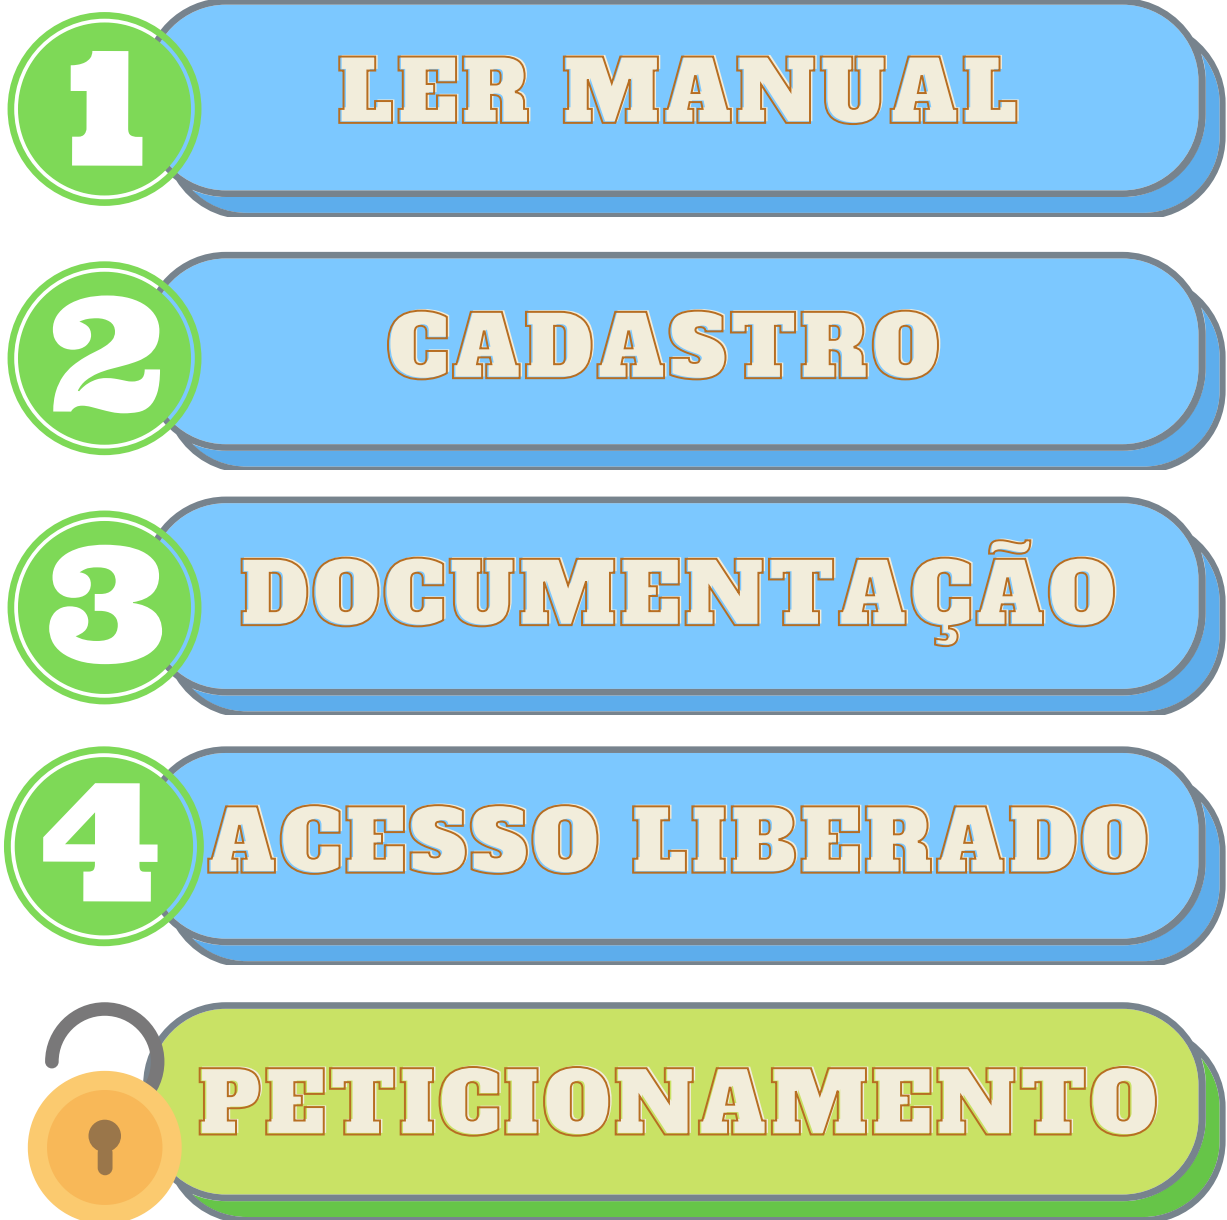 1 LER MANUAL
2 CADASTRO
3 DOCUMENTAÇÃO
4 ACESSO LIBERADO
PETICIONAMENTO